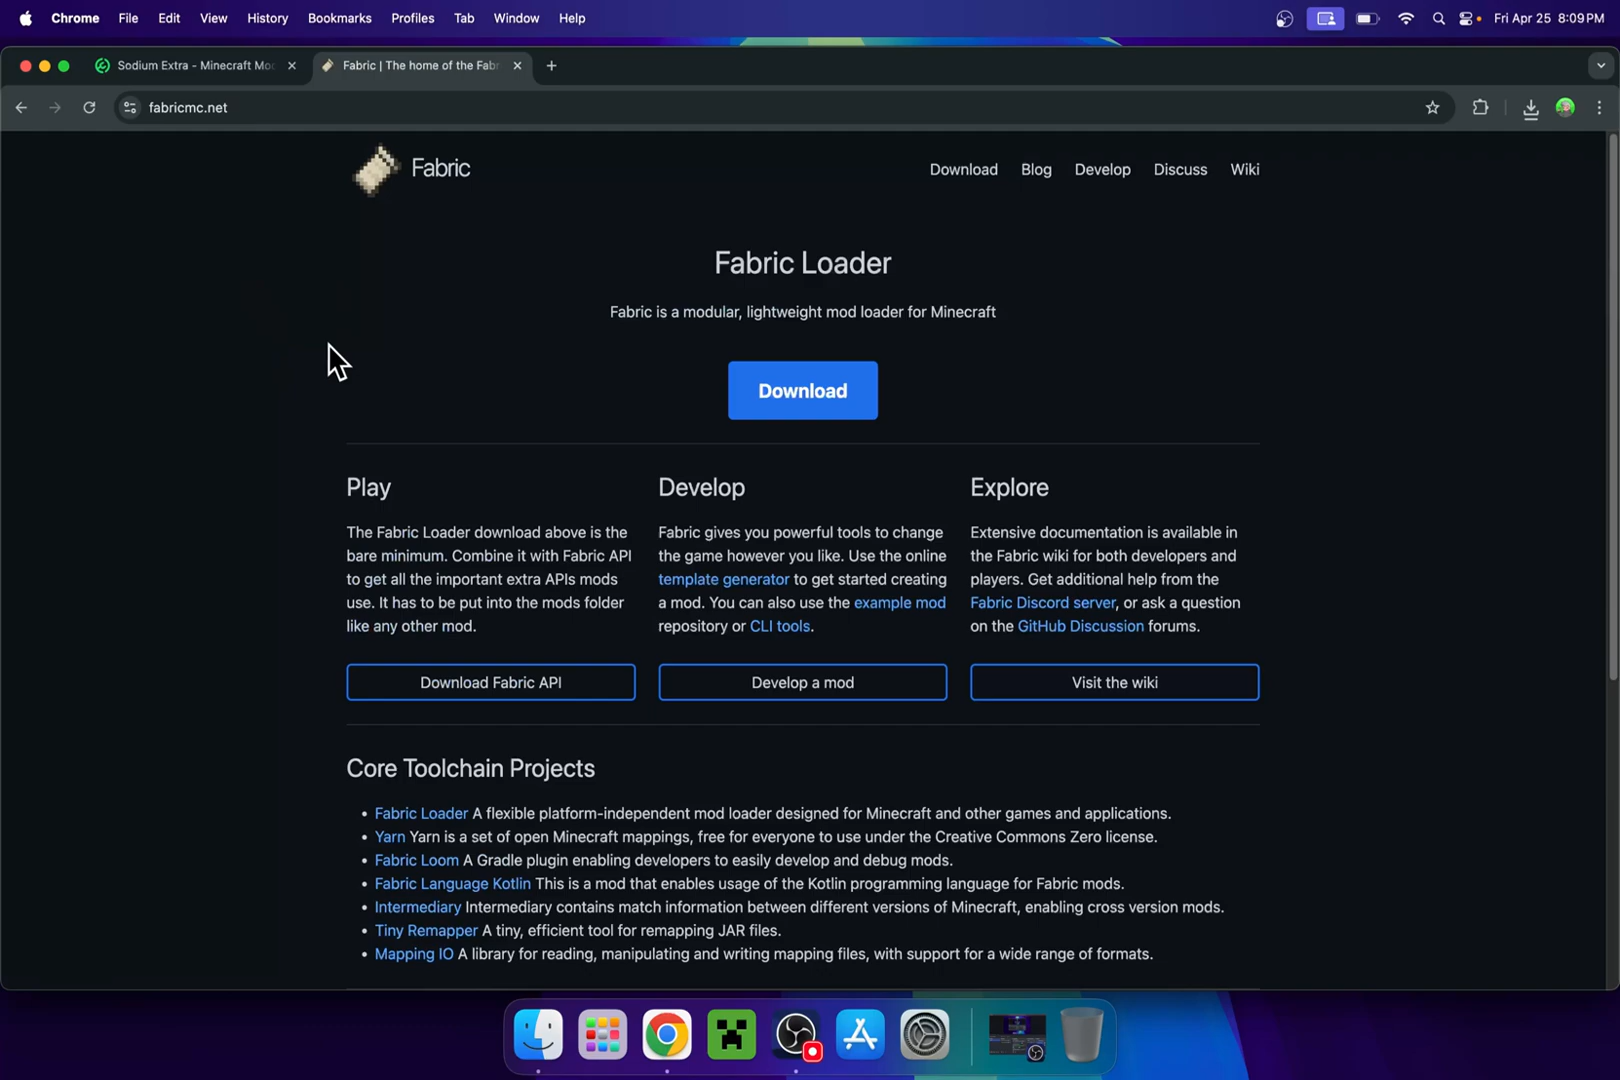 Chrome File Edit View History Bookmarks Profiles Tab Window Help Fri Apr 25 8:09 PM
Sodium Extra - Minecraft Mo Fabric | The home of the Fabr
fabricmc.net
Fabric Download Blog Develop Discuss Wiki
Fabric Loader
Fabric is a modular, lightweight mod loader for Minecraft
Download
Play
The Fabric Loader download above is the
bare minimum. Combine it with Fabric API
to get all the important extra APIs mods
use. It has to be put into the mods folder
like any other mod.
Download Fabric API
Develop
Fabric gives you powerful tools to change
the game however you like. Use the online
template generator to get started creating
a mod. You can also use the example mod
repository or CLI tools.
Develop a mod
Explore
Extensive documentation is available in
the Fabric wiki for both developers and
players. Get additional help from the
Fabric Discord server, or ask a question
on the GitHub Discussion forums.
Visit the wiki
Core Toolchain Projects
• Fabric Loader A flexible platform-independent mod loader designed for Minecraft and other games and applications.
• Yarn Yarn is a set of open Minecraft mappings, free for everyone to use under the Creative Commons Zero license.
• Fabric Loom A Gradle plugin enabling developers to easily develop and debug mods.
• Fabric Language Kotlin This is a mod that enables usage of the Kotlin programming language for Fabric mods.
• Intermediary Intermediary contains match information between different versions of Minecraft, enabling cross version mods.
• Tiny Remapper A tiny, efficient tool for remapping JAR files.
• Mapping IO A library for reading, manipulating and writing mapping files, with support for a wide range of formats.